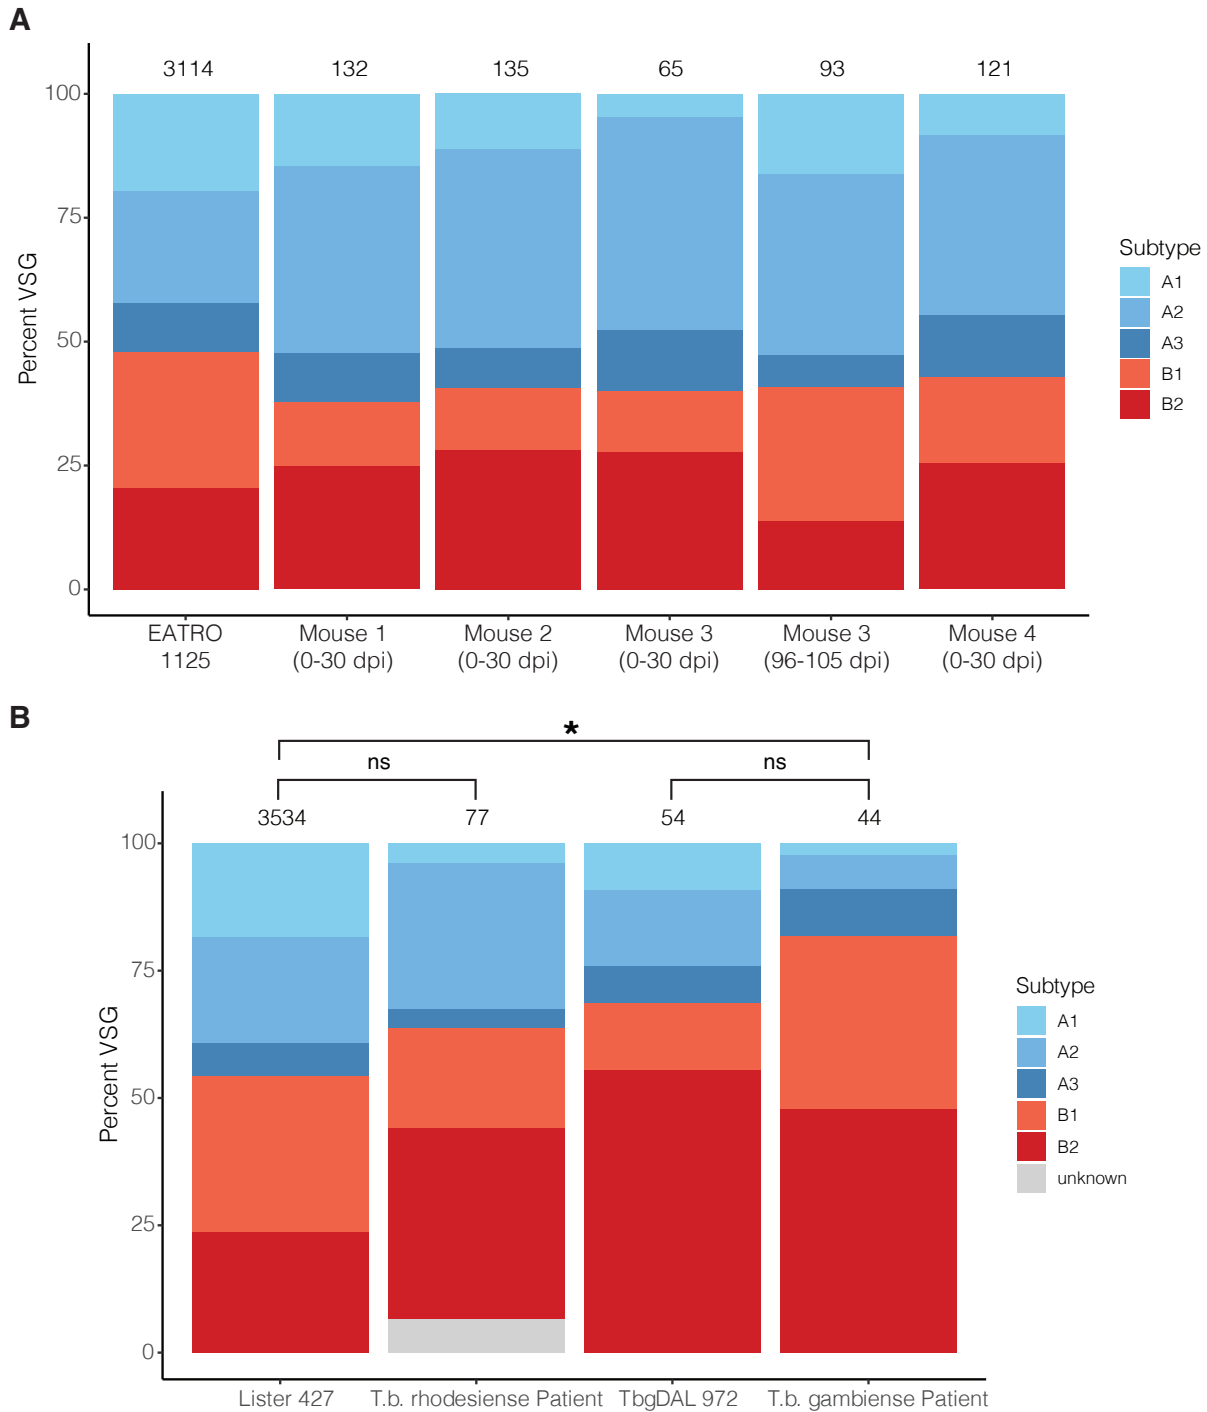 A
3114 132 135 65 93 121
100
75
50
25
0
Percent VSG
EATRO 1125
Mouse 1 (0-30 dpi)
Mouse 2 (0-30 dpi)
Mouse 3 (0-30 dpi)
Mouse 3 (96-105 dpi)
Mouse 4 (0-30 dpi)
Subtype
A1
A2
A3
B1
B2
B
*
ns ns
3534 77 54 44
100
75
50
25
0
Percent VSG
Lister 427 T.b. rhodesiense Patient TbgDAL 972 T.b. gambiense Patient
Subtype
A1
A2
A3
B1
B2
unknown